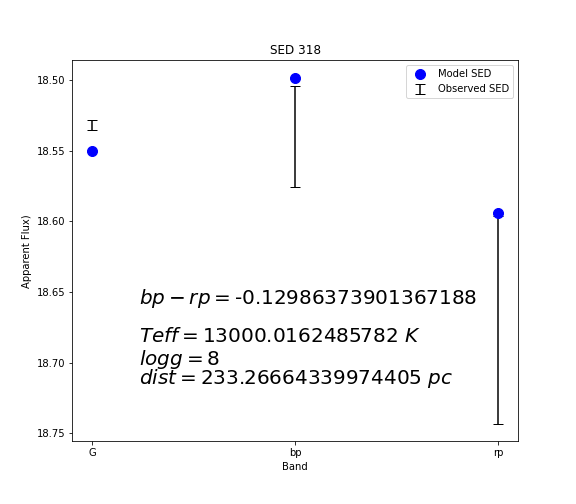 SED 318
Model SED
Observed SED
18.50
18.55
18.60
18.65
18.70
18.75
Apparent Flux)
bp − rp = -0.12986373901367188
Teff = 13000.0162485782 K
logg = 8
dist = 233.26664339974405 pc
G
bp
rp
Band